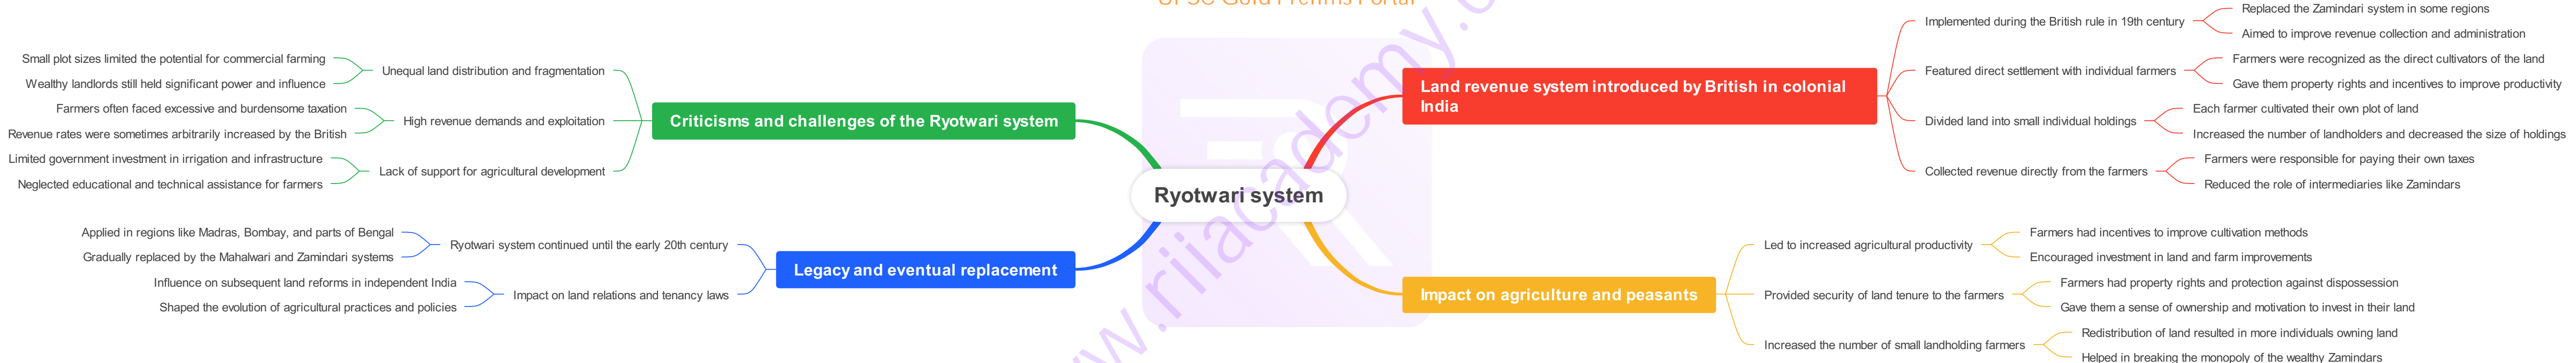 UPSC Gold Prelims Portal
Ryotwari system
Land revenue system introduced by British in colonial
India
Implemented during the British rule in 19th century
Replaced the Zamindari system in some regions
Aimed to improve revenue collection and administration
Featured direct settlement with individual farmers
Farmers were recognized as the direct cultivators of the land
Gave them property rights and incentives to improve productivity
Divided land into small individual holdings
Each farmer cultivated their own plot of land
Increased the number of landholders and decreased the size of holdings
Collected revenue directly from the farmers
Farmers were responsible for paying their own taxes
Reduced the role of intermediaries like Zamindars
Impact on agriculture and peasants
Led to increased agricultural productivity
Farmers had incentives to improve cultivation methods
Encouraged investment in land and farm improvements
Provided security of land tenure to the farmers
Farmers had property rights and protection against dispossession
Gave them a sense of ownership and motivation to invest in their land
Increased the number of small landholding farmers
Redistribution of land resulted in more individuals owning land
Helped in breaking the monopoly of the wealthy Zamindars
Criticisms and challenges of the Ryotwari system
Unequal land distribution and fragmentation
Small plot sizes limited the potential for commercial farming
Wealthy landlords still held significant power and influence
High revenue demands and exploitation
Farmers often faced excessive and burdensome taxation
Revenue rates were sometimes arbitrarily increased by the British
Lack of support for agricultural development
Limited government investment in irrigation and infrastructure
Neglected educational and technical assistance for farmers
Legacy and eventual replacement
Ryotwari system continued until the early 20th century
Applied in regions like Madras, Bombay, and parts of Bengal
Gradually replaced by the Mahalwari and Zamindari systems
Impact on land relations and tenancy laws
Influence on subsequent land reforms in independent India
Shaped the evolution of agricultural practices and policies